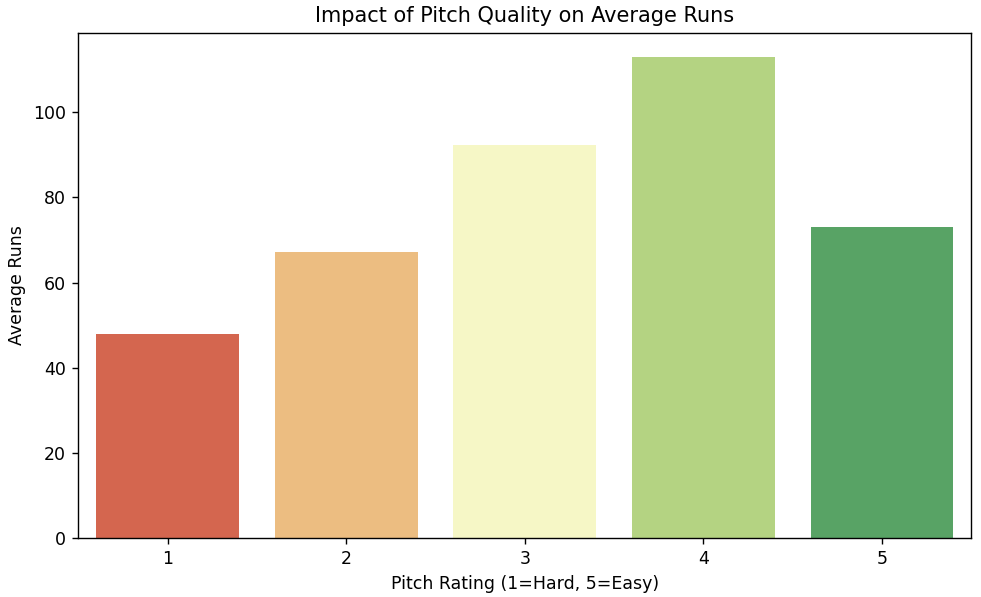 Impact of Pitch Quality on Average Runs
Average Runs
100
80
60
40
20
0
1 2 3 4 5
Pitch Rating (1=Hard, 5=Easy)